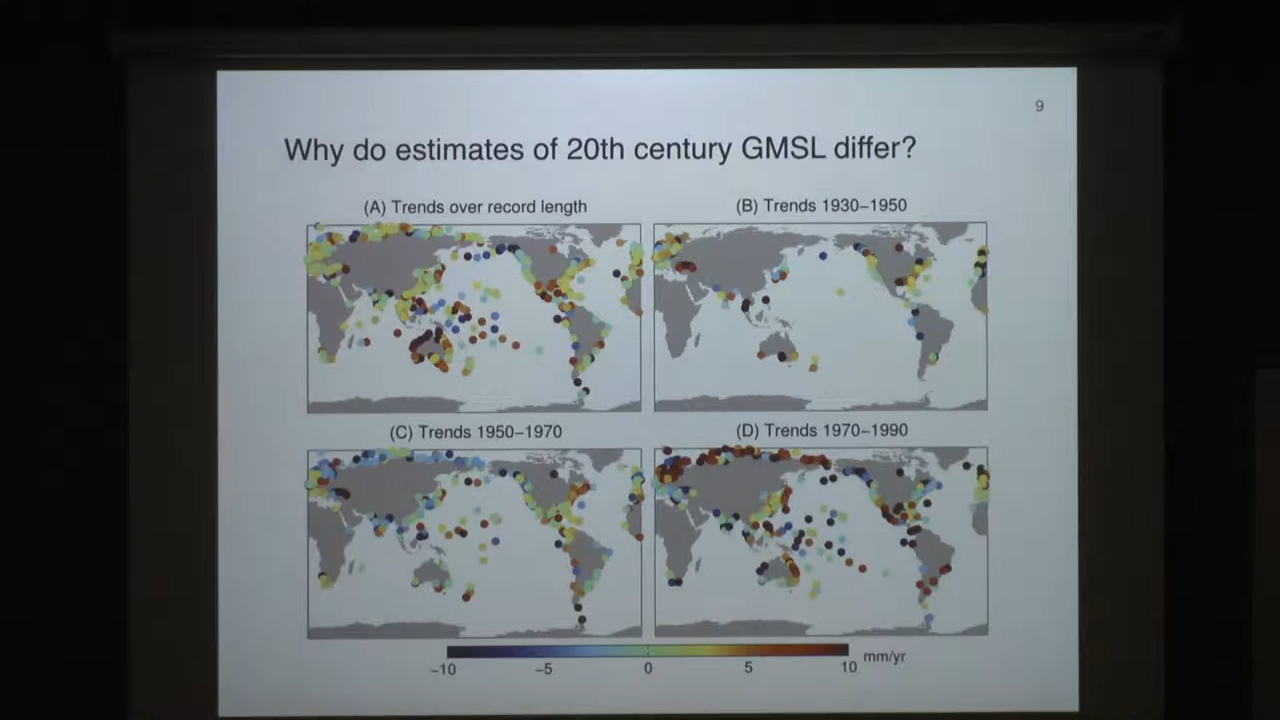 9
Why do estimates of 20th century GMSL differ?
(A) Trends over record length
(B) Trends 1930–1950
(C) Trends 1950–1970
(D) Trends 1970–1990
−10 −5 0 5 10 mm/yr